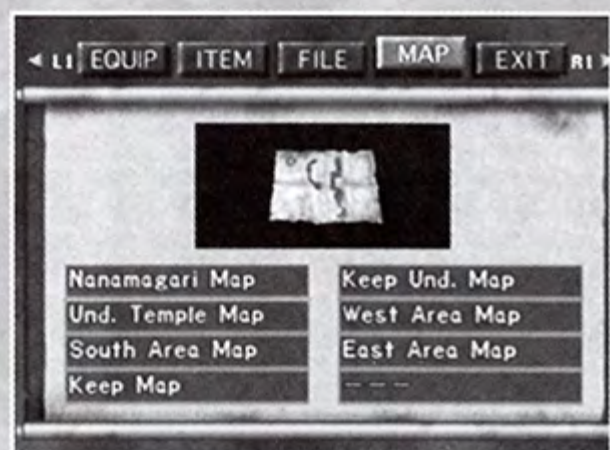 L1 EQUIP ITEM FILE MAP EXIT R1
Nanamagari Map
Keep Und. Map
Und. Temple Map
West Area Map
South Area Map
East Area Map
Keep Map
– – –